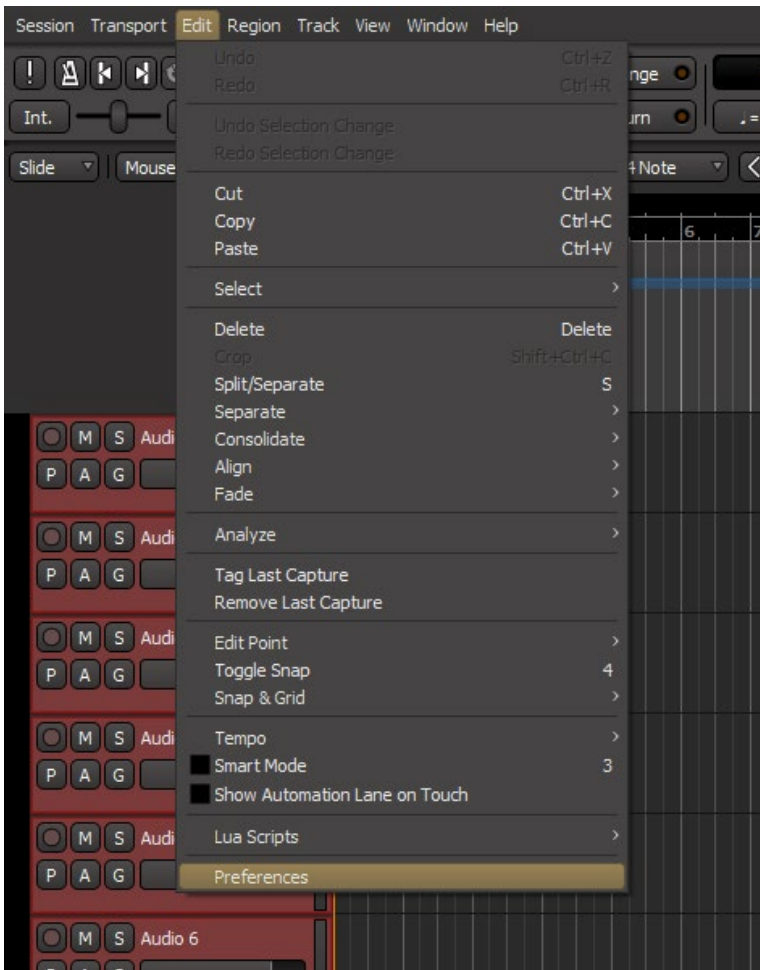 Session Transport Edit Region Track View Window Help
Undo Ctrl+Z
Redo Ctrl+R
nge
Int.
urn
Undo Selection Change
Redo Selection Change
Slide Mouse
4 Note
Cut Ctrl+X
Copy Ctrl+C
Paste Ctrl+V
6 7
Select
Delete Delete
Crop Shift+Ctrl+C
Split/Separate S
Separate
Consolidate
Align
Fade
Analyze
Tag Last Capture
Remove Last Capture
Edit Point
Toggle Snap 4
Snap & Grid
Tempo
Smart Mode 3
Show Automation Lane on Touch
Lua Scripts
Preferences
M S Audi
P A G
M S Audi
P A G
M S Audi
P A G
M S Audi
P A G
M S Audi
P A G
M S Audio 6